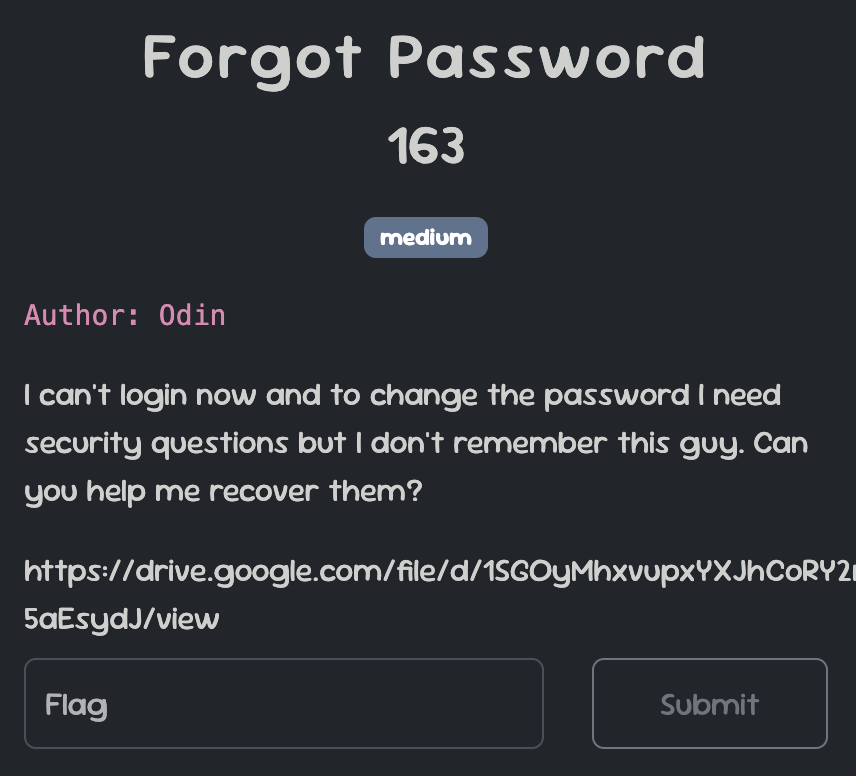 Forgot Password
163
medium
Author: Odin
I can't login now and to change the password I need
security questions but I don't remember this guy. Can
you help me recover them?
https://drive.google.com/file/d/1SGOyMhxvupxYXJhCoRY2
5aEsydJ/view
Flag
Submit